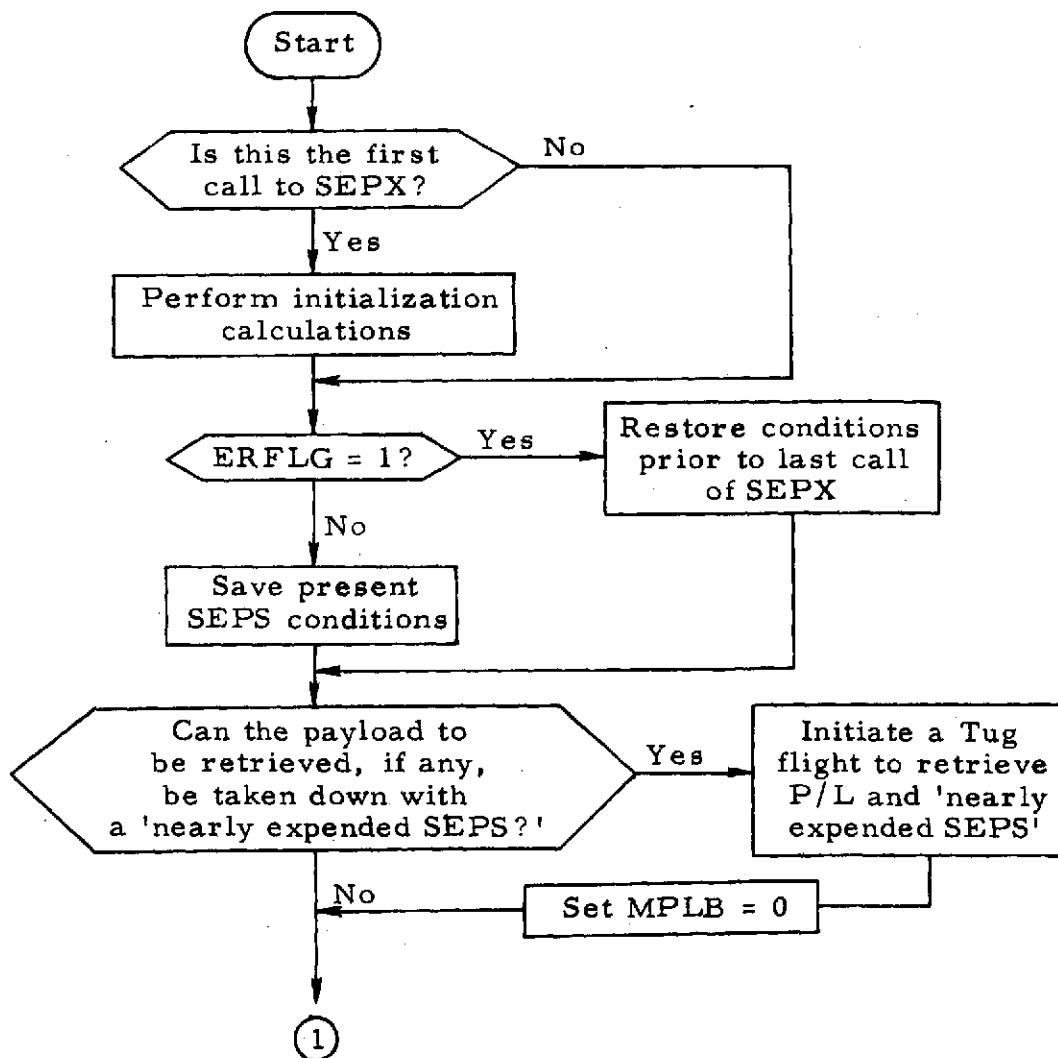 Start
Is this the first
call to SEPX?
No
Yes
Perform initialization
calculations
ERFLG = 1?
Yes
Restore conditions
prior to last call
of SEPX
No
Save present
SEPS conditions
Can the payload to
be retrieved, if any,
be taken down with
a 'nearly expended SEPS?'
Yes
Initiate a Tug
flight to retrieve
P/L and 'nearly
expended SEPS'
No
Set MPLB = 0
1